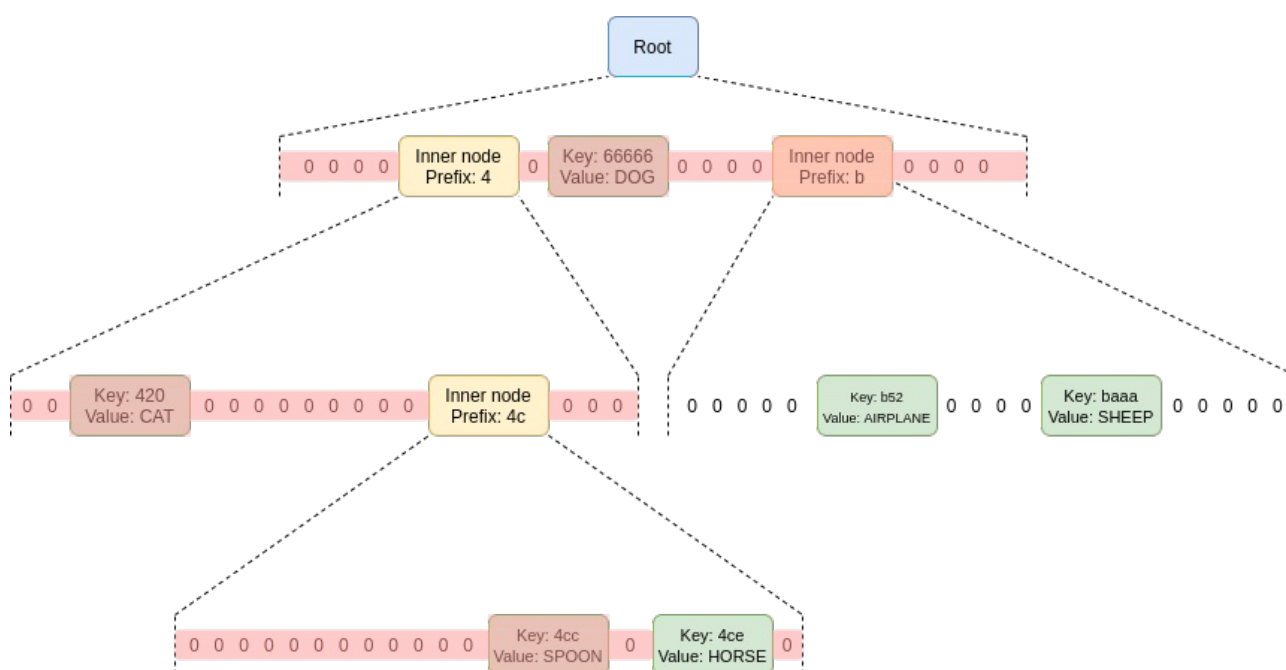 Root
0 0 0 0 Inner node 0 Key: 66666 0 0 0 0 Inner node 0 0 0 0
Prefix: 4 Value: DOG Prefix: b
0 0 Key: 420 0 0 0 0 0 0 0 0 0 Inner node 0 0 0 0 0 0 0 0 Key: b52 0 0 0 0 Key: baaa 0 0 0 0 0
Value: CAT Prefix: 4c Value: AIRPLANE Value: SHEEP
0 0 0 0 0 0 0 0 0 0 0 0 Key: 4cc 0 Key: 4ce 0
Value: SPOON Value: HORSE